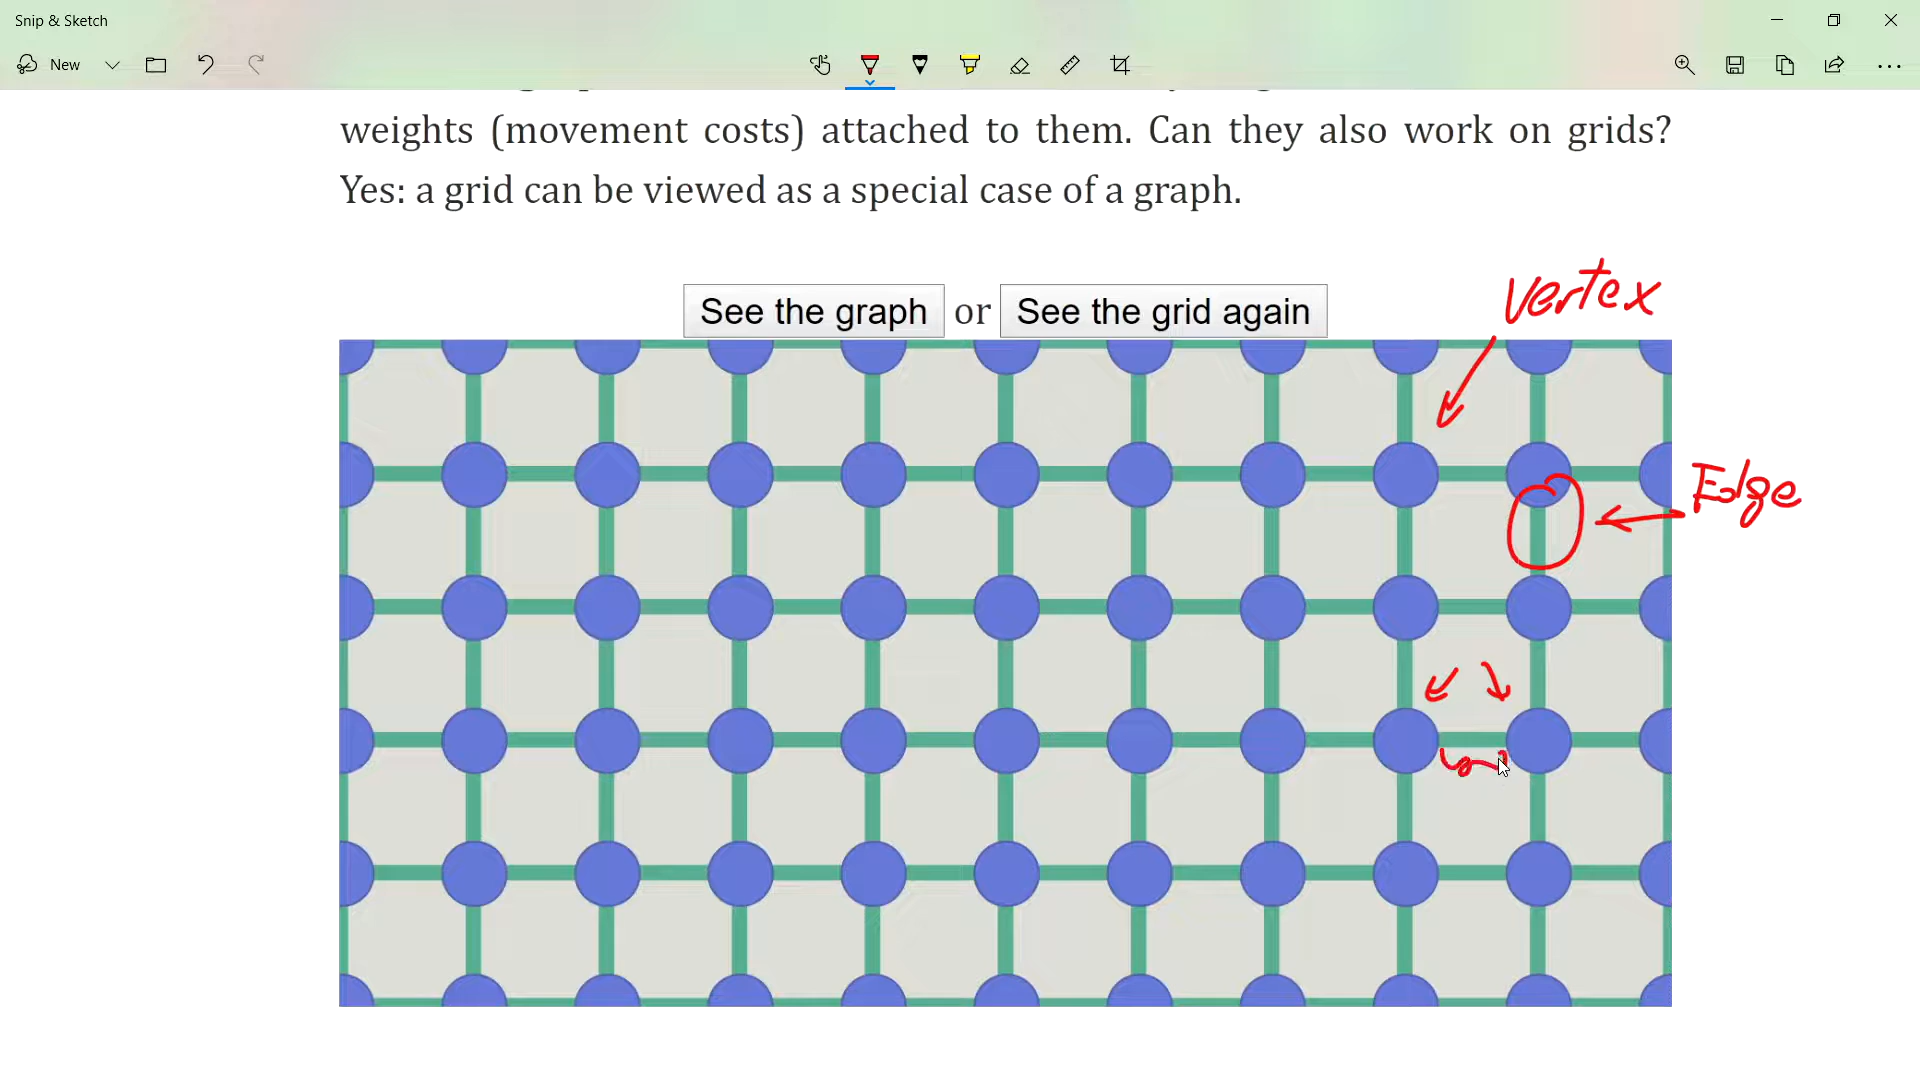 Snip & Sketch
New
weights (movement costs) attached to them. Can they also work on grids?
Yes: a grid can be viewed as a special case of a graph.
Vertex
See the graph or See the grid again
Edge